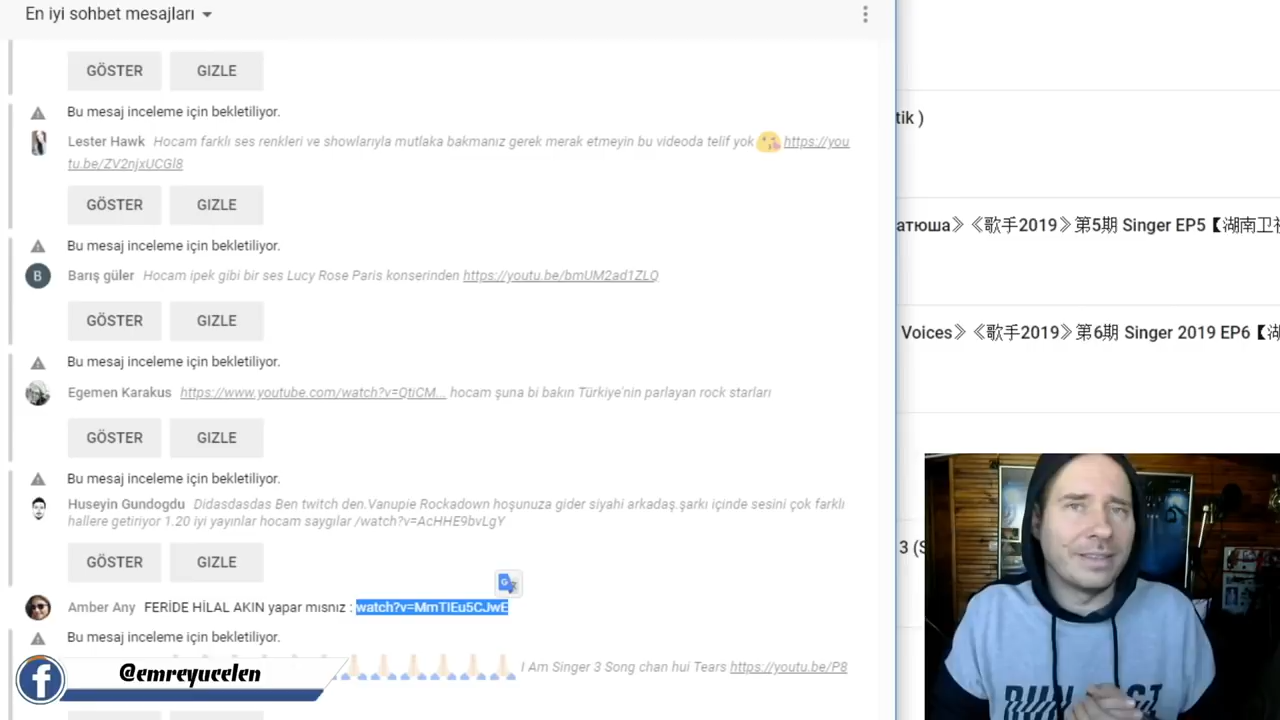 En iyi sohbet mesajları
GÖSTER GIZLE
Bu mesaj inceleme için bekletiliyor.
Lester Hawk Hocam farklı ses renkleri ve showlarıyla mutlaka bakmanız gerek merak etmeyin bu videoda telif yok https://you
tu.be/ZV2njxUCGl8
GÖSTER GIZLE
Bu mesaj inceleme için bekletiliyor.
B Barış güler Hocam ipek gibi bir ses Lucy Rose Paris konserinden https://youtu.be/bmUM2ad1ZLQ
GÖSTER GIZLE
Bu mesaj inceleme için bekletiliyor.
Egemen Karakus https://www.youtube.com/watch?v=QtiCM... hocam şuna bi bakın Türkiye'nin parlayan rock starları
GÖSTER GIZLE
Bu mesaj inceleme için bekletiliyor.
Huseyin Gundogdu Didasdasdas Ben twitch den.Vanupie Rockadown hoşunuza gider siyahi arkadaş.şarkı içinde sesini çok farklı
hallere getiriyor 1.20 iyi yayınlar hocam saygılar /watch?v=AcHHE9bvLgY
GÖSTER GIZLE
Amber Any FERİDE HİLAL AKIN yapar mısnız : watch?v=MmTIEu5CJwE
Bu mesaj inceleme için bekletiliyor.
I Am Singer 3 Song chan hui Tears https://youtu.be/P8
@emreyucelen
tik )
атюша》《歌手2019》第5期 Singer EP5【湖南卫视
Voices》《歌手2019》第6期 Singer 2019 EP6【湖
3 (S